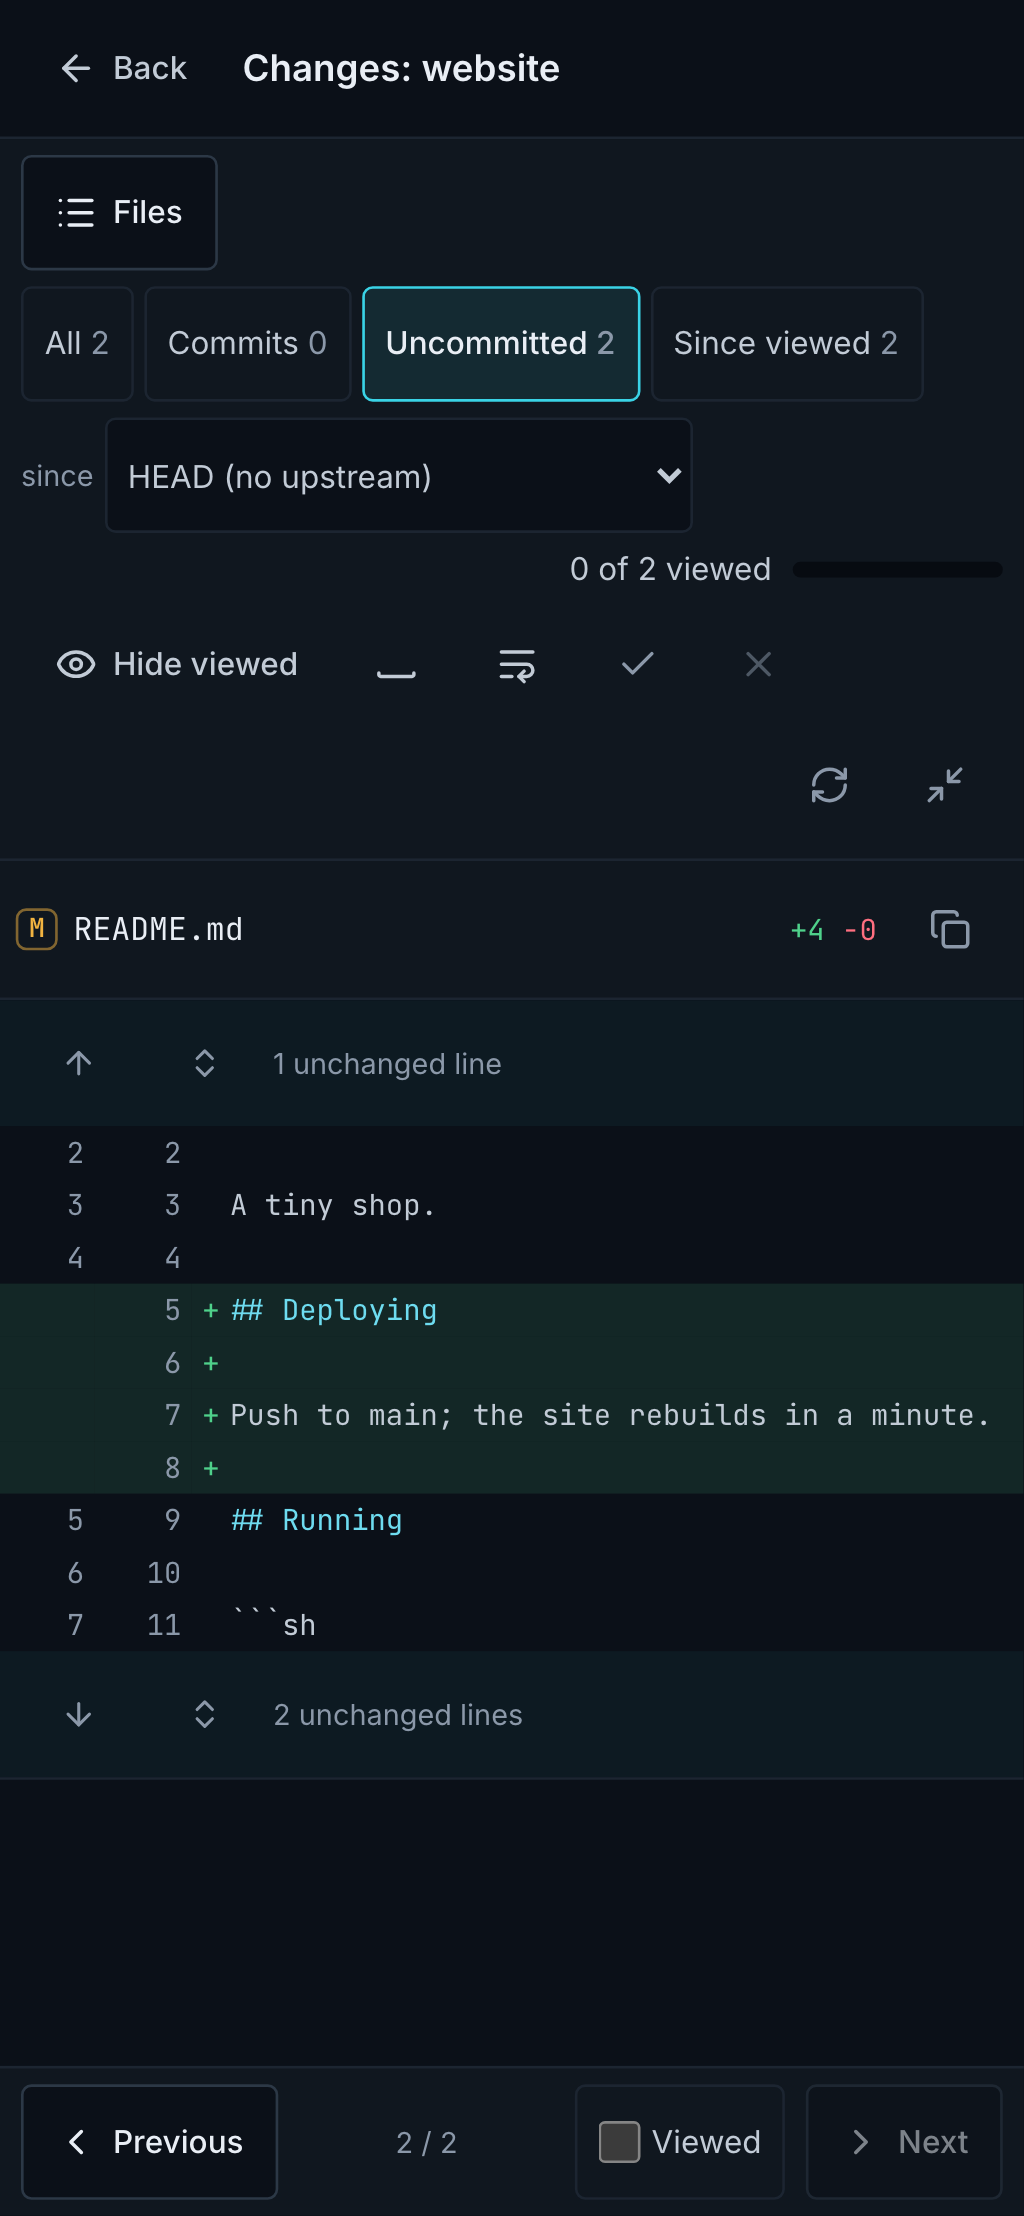 Back Changes: website
Files
All 2 Commits 0 Uncommitted 2 Since viewed 2
since HEAD (no upstream)
0 of 2 viewed
Hide viewed
M README.md +4 -0
1 unchanged line
2 2
3 3 A tiny shop.
4 4
5 + ## Deploying
6 +
7 + Push to main; the site rebuilds in a minute.
8 +
5 9 ## Running
6 10
7 11 ```sh
2 unchanged lines
Previous 2 / 2 Viewed Next